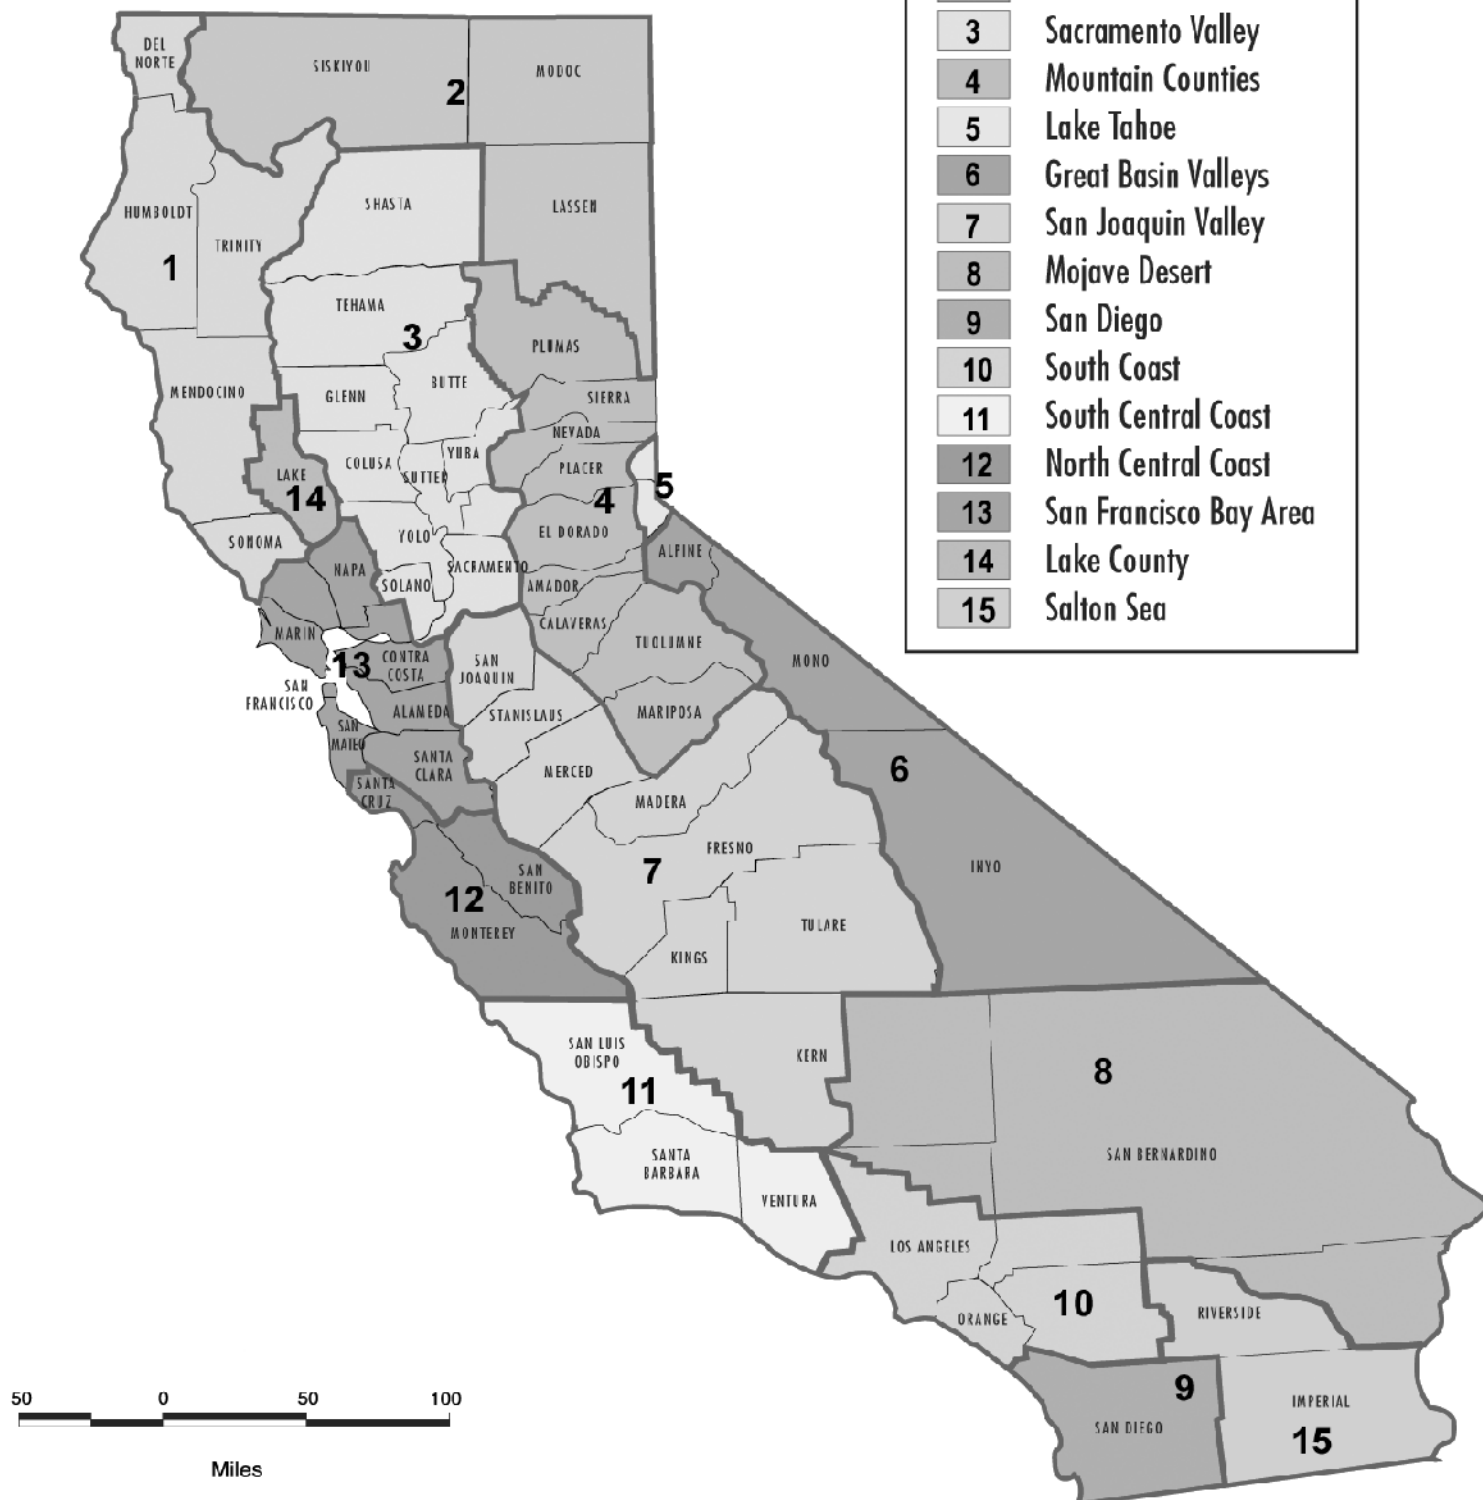 3 Sacramento Valley
4 Mountain Counties
5 Lake Tahoe
6 Great Basin Valleys
7 San Joaquin Valley
8 Mojave Desert
9 San Diego
10 South Coast
11 South Central Coast
12 North Central Coast
13 San Francisco Bay Area
14 Lake County
15 Salton Sea
DEL
NORTE
SISKIYOU
2
MODOC
HUMBOLDT
1
TRINITY
SHASTA
LASSEN
TEHAMA
3
PLUMAS
MENDOCINO
GLENN
BUTTE
SIERRA
NEVADA
LAKE
14
COLUSA
SUTTER
YUBA
PLACER
4
5
SONOMA
NAPA
YOLO
SOLANO
SACRAMENTO
EL DORADO
ALPINE
AMADOR
CALAVERAS
TUOLUMNE
MONO
MARIN
13
CONTRA
COSTA
SAN
JOAQUIN
SAN
FRANCISCO
ALAMEDA
STANISLAUS
MARIPOSA
SAN
MATEO
SANTA
CLARA
SANTA
CRUZ
MERCED
MADERA
6
FRESNO
7
INYO
12
SAN
BENITO
MONTEREY
KINGS
TULARE
SAN LUIS
OBISPO
11
KERN
8
SANTA
BARBARA
VENTURA
SAN BERNARDINO
LOS ANGELES
ORANGE
10
RIVERSIDE
9
SAN DIEGO
IMPERIAL
15
50 0 50 100
Miles